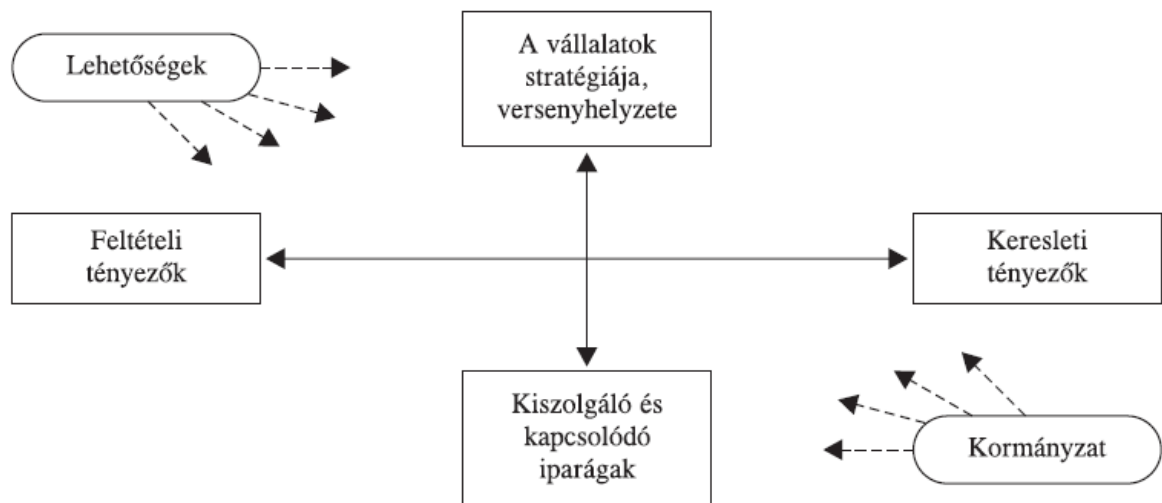 Lehetőségek
A vállalatok
stratégiája,
versenyhelyzete
Feltételi
tényezők
Keresleti
tényezők
Kiszolgáló és
kapcsolódó
iparágak
Kormányzat